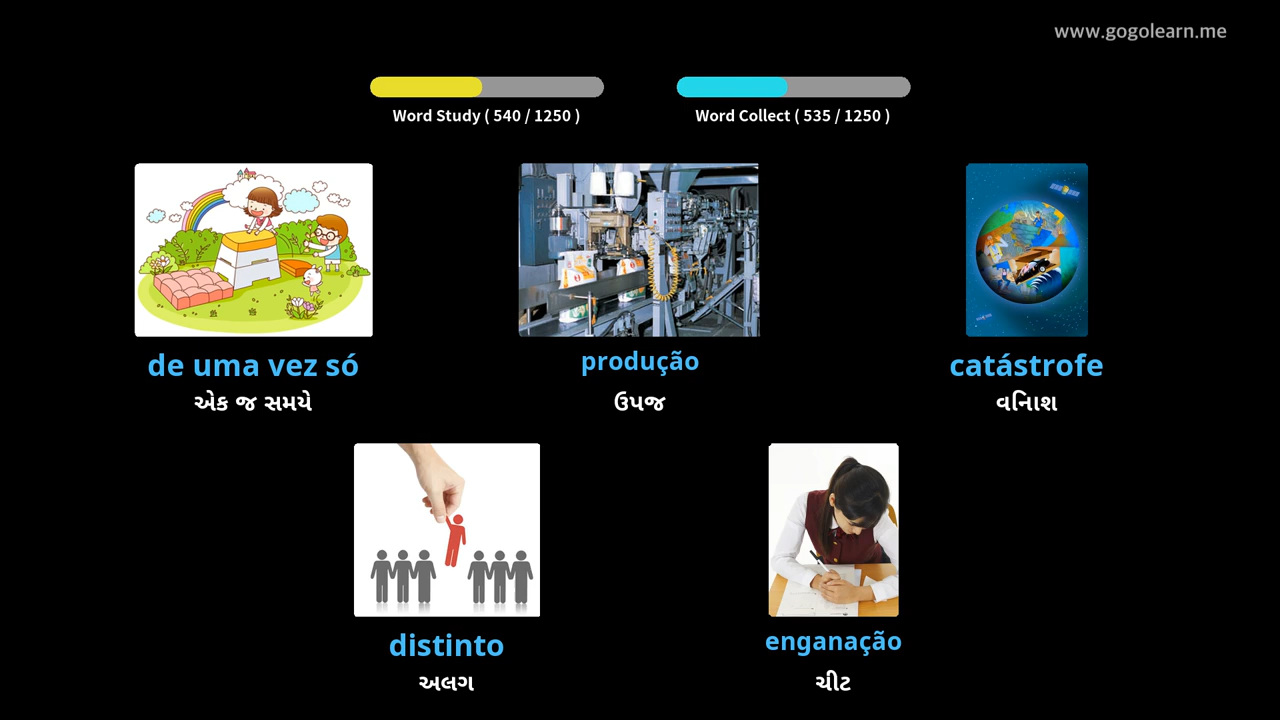 www.gogolearn.me
Word Study ( 540 / 1250 )
Word Collect ( 535 / 1250 )
de uma vez só
એક જ સમયે
produção
ઉપજ
catástrofe
વિનાશ
distinto
અલગ
enganação
ચીટ